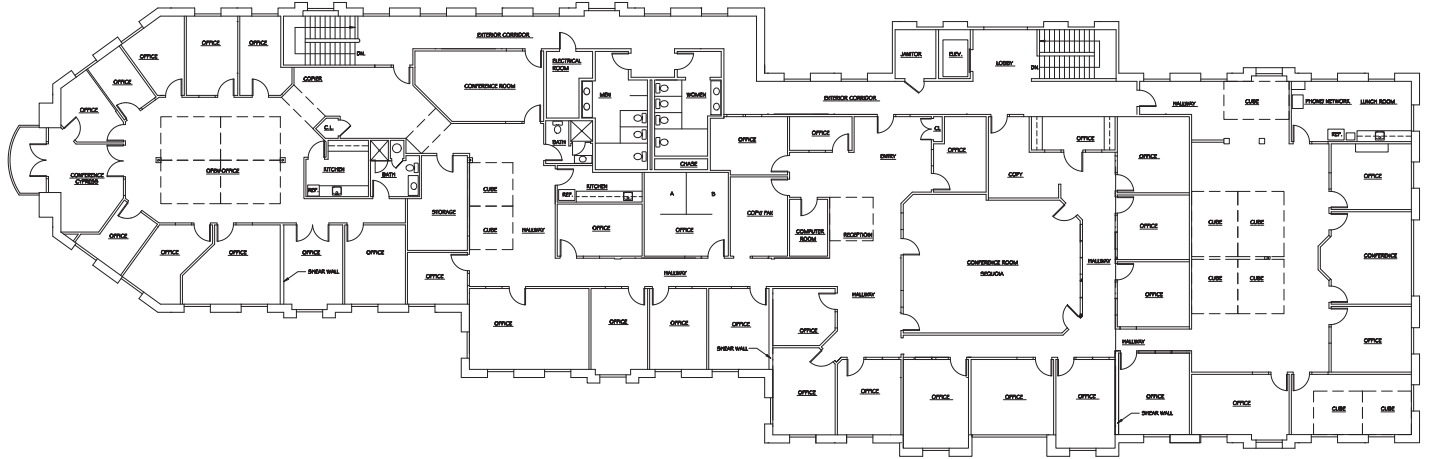 EXTERIOR CORRIDOR
OFFICE
OFFICE
OFFICE
DN.
ELECTRICAL
ROOM
JANITOR
ELEV.
LOBBY
DN.
OFFICE
COPIER
CONFERENCE ROOM
MEN
WOMEN
EXTERIOR CORRIDOR
HALLWAY
CUBE
PHONE/ NETWORK
LUNCH ROOM
OFFICE
C.L.
BATH
OFFICE
OFFICE
CL
ENTRY
OFFICE
REF.
OFFICE
OPEN OFFICE
KITCHEN
BATH
CHASE
OFFICE
COPY
OFFICE
CONFERENCE
CYPRESS
REF.
CUBE
KITCHEN
REF.
A
B
OFFICE
STORAGE
CUBE
HALLWAY
OFFICE
OFFICE
COMPUTER
ROOM
RECEPTION
OFFICE
CUBE
CUBE
OFFICE
OFFICE
OFFICE
OFFICE
OFFICE
OFFICE
SHEAR WALL
HALLWAY
CONFERENCE ROOM
SEQUOIA
HALLWAY
CONFERENCE
CUBE
CUBE
HALLWAY
OFFICE
OFFICE
OFFICE
OFFICE
OFFICE
OFFICE
SHEAR WALL
HALLWAY
OFFICE
OFFICE
OFFICE
OFFICE
OFFICE
OFFICE
OFFICE
SHEAR WALL
OFFICE
CUBE
CUBE